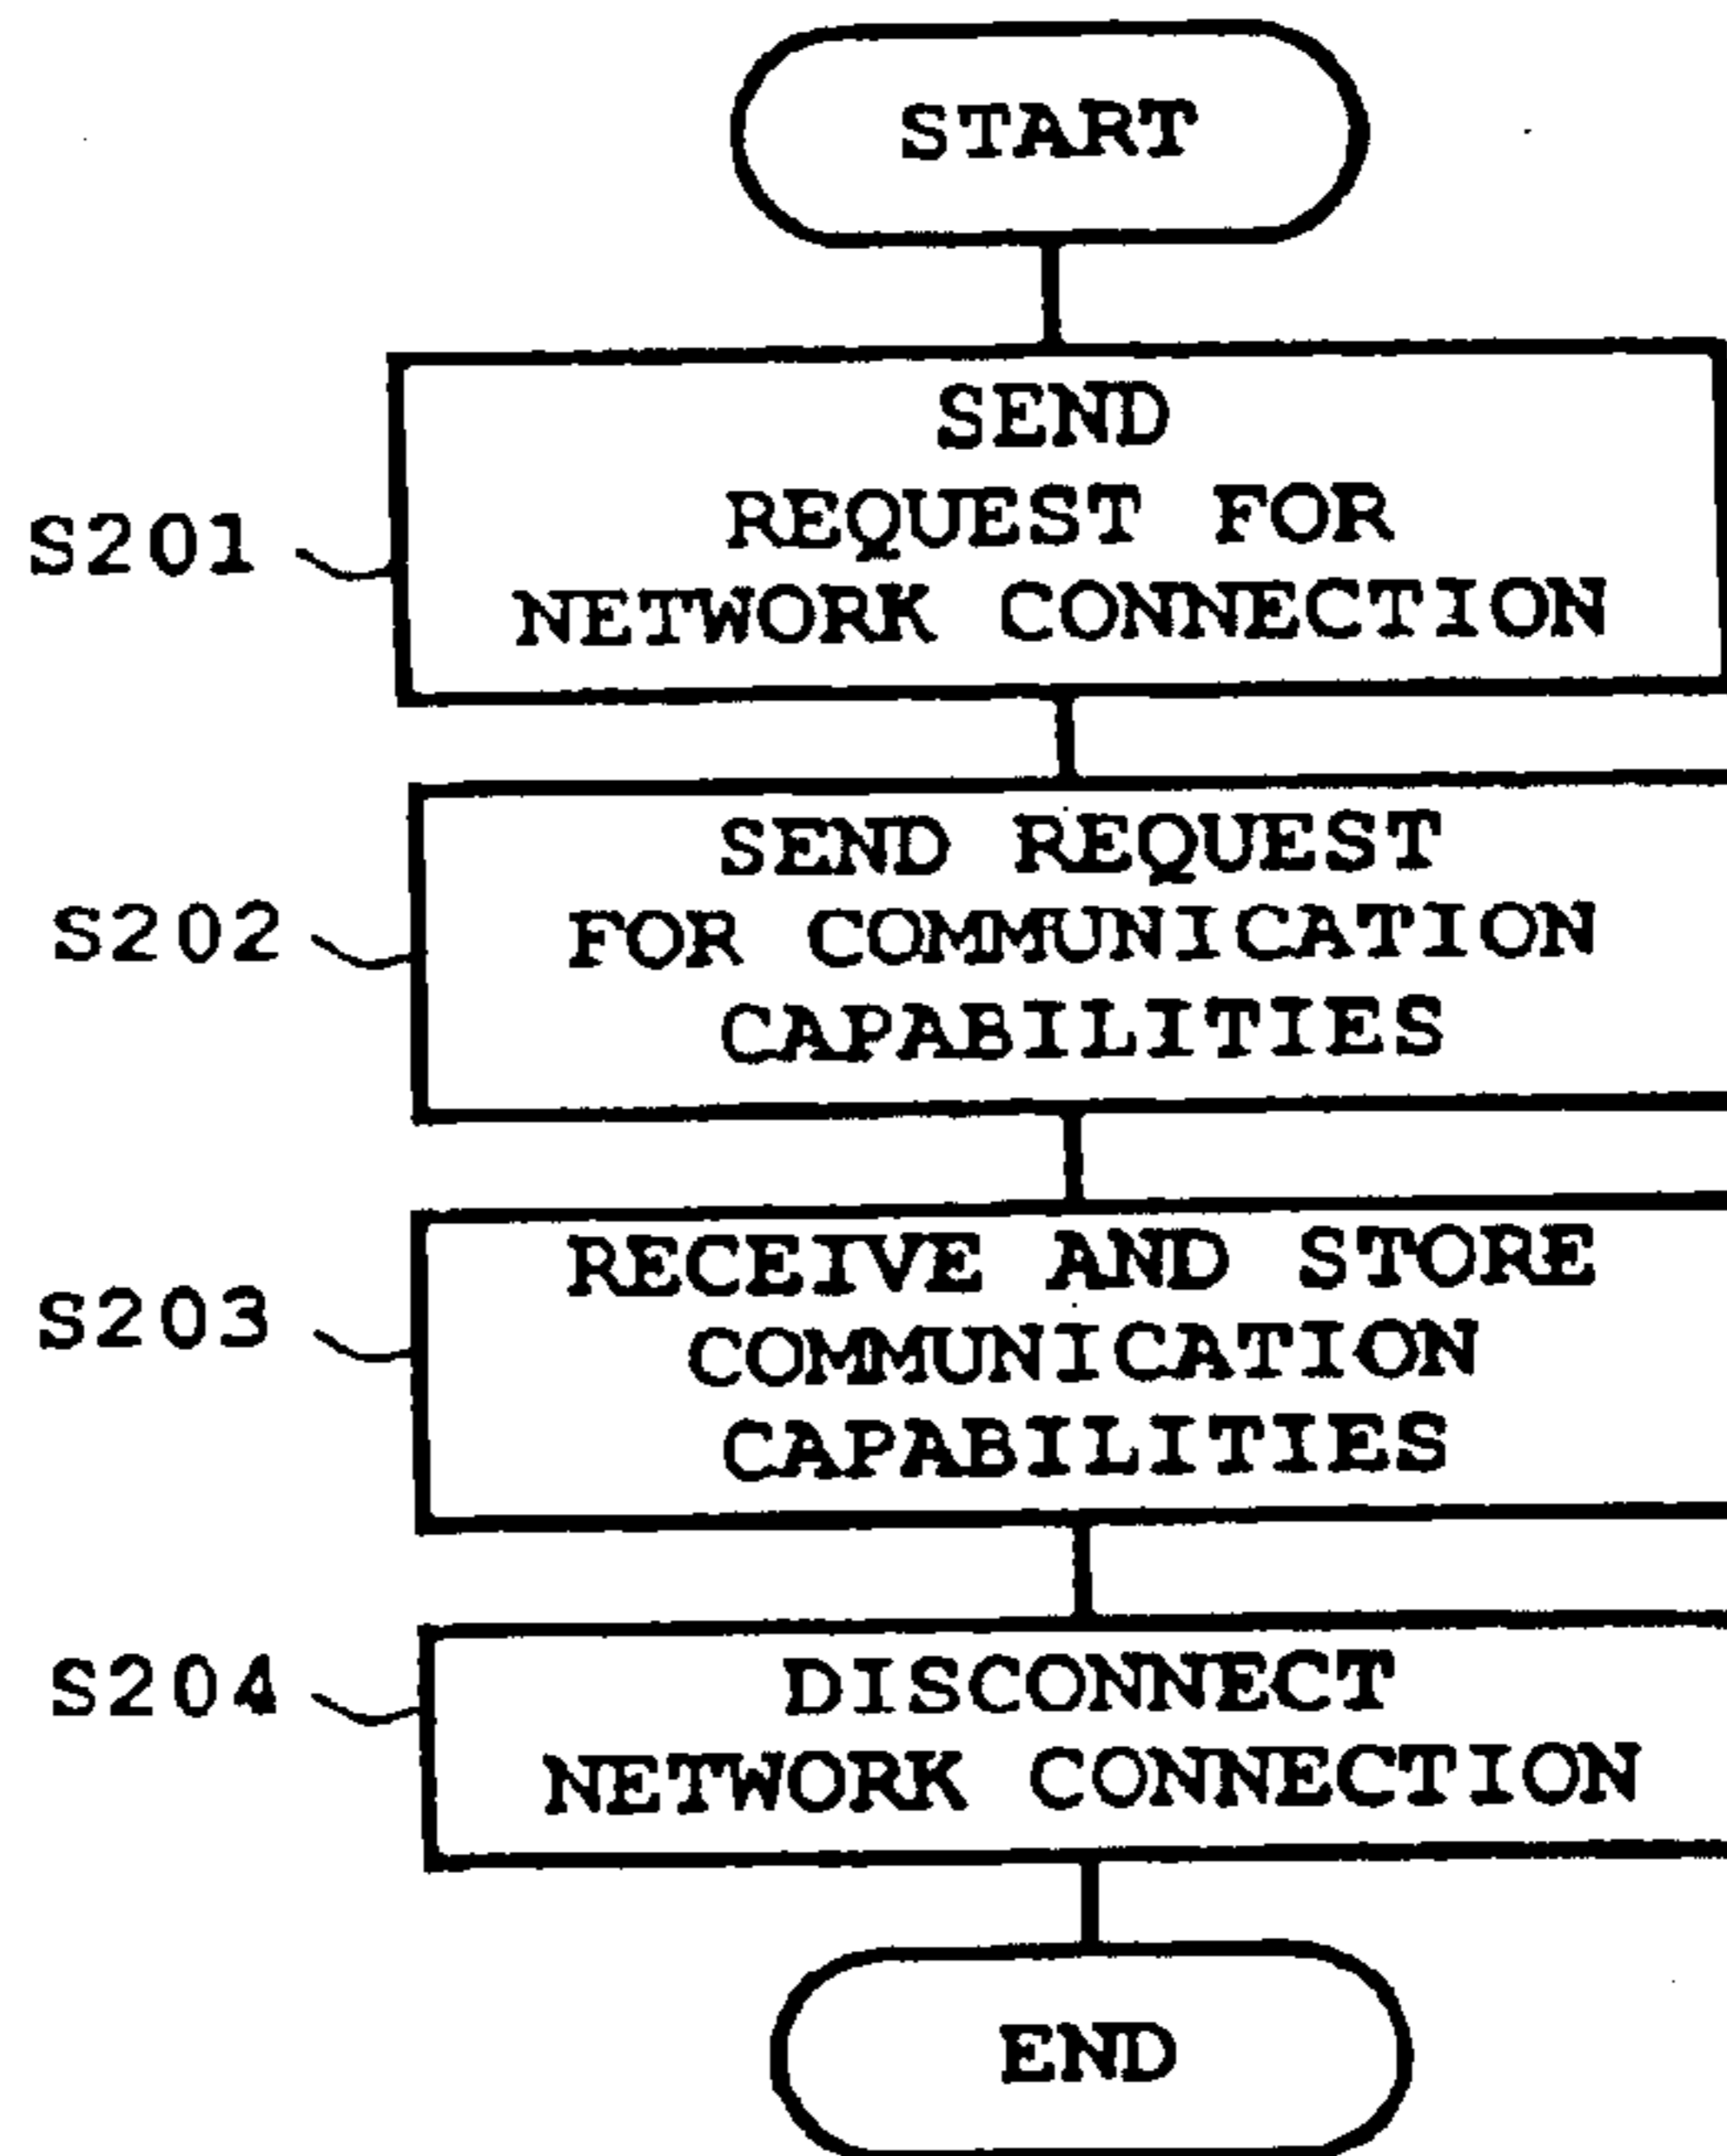 START
SEND
REQUEST FOR
S201
NETWORK CONNECTION
SEND REQUEST
S202
FOR COMMUNICATION
CAPABILITIES
RECEIVE AND STORE
S203
COMMUNICATION
CAPABILITIES
S204
DISCONNECT
NETWORK CONNECTION
END